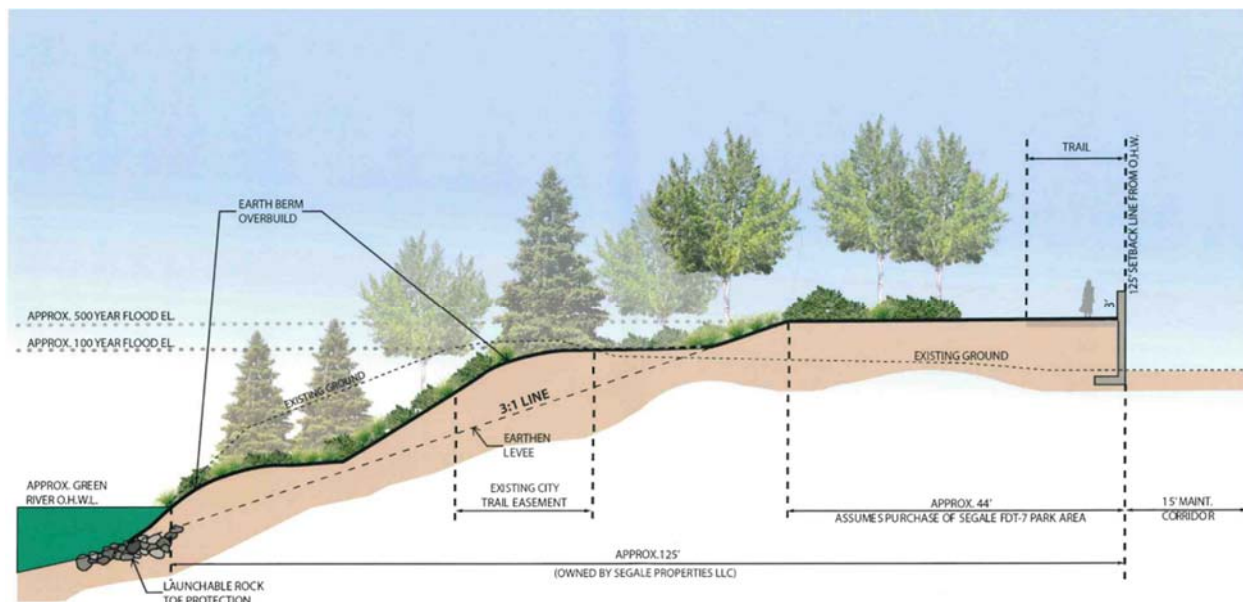 TRAIL
125' SETBACK LINE FROM O.H.W.
3'
EARTH BERM
OVERBUILD
APPROX. 500 YEAR FLOOD EL.
APPROX. 100 YEAR FLOOD EL.
EXISTING GROUND
EXISTING GROUND
3:1 LINE
EARTHEN
LEVEE
APPROX. GREEN
RIVER O.H.W.L.
EXISTING CITY
TRAIL EASEMENT
APPROX. 44'
ASSUMES PURCHASE OF SEGALE FDT-7 PARK AREA
15' MAINT.
CORRIDOR
APPROX.125'
(OWNED BY SEGALE PROPERTIES LLC)
LAUNCHABLE ROCK
TOE PROTECTION